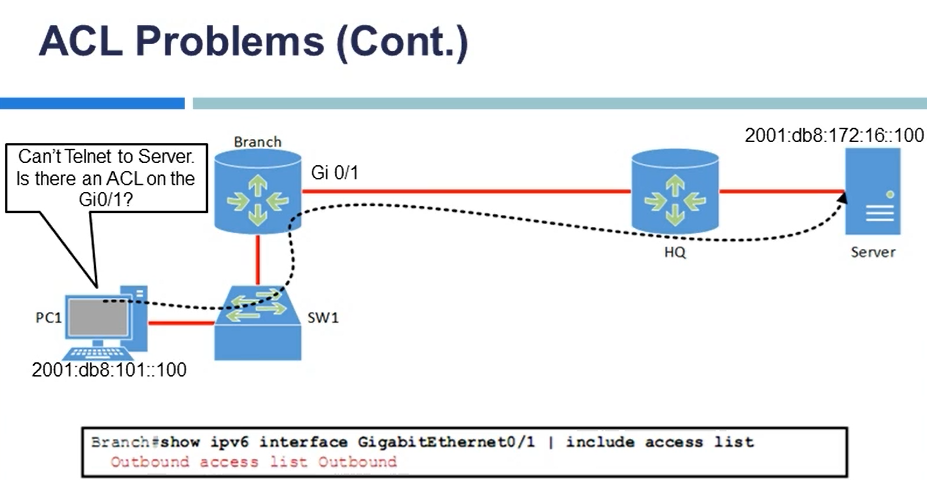 ACL Problems (Cont.)
Can't Telnet to Server.
Is there an ACL on the
Gi0/1?
Branch
Gi 0/1
2001:db8:172:16::100
HQ
Server
PC1
SW1
2001:db8:101::100
Branch#show ipv6 interface GigabitEthernet0/1 | include access list
Outbound access list Outbound